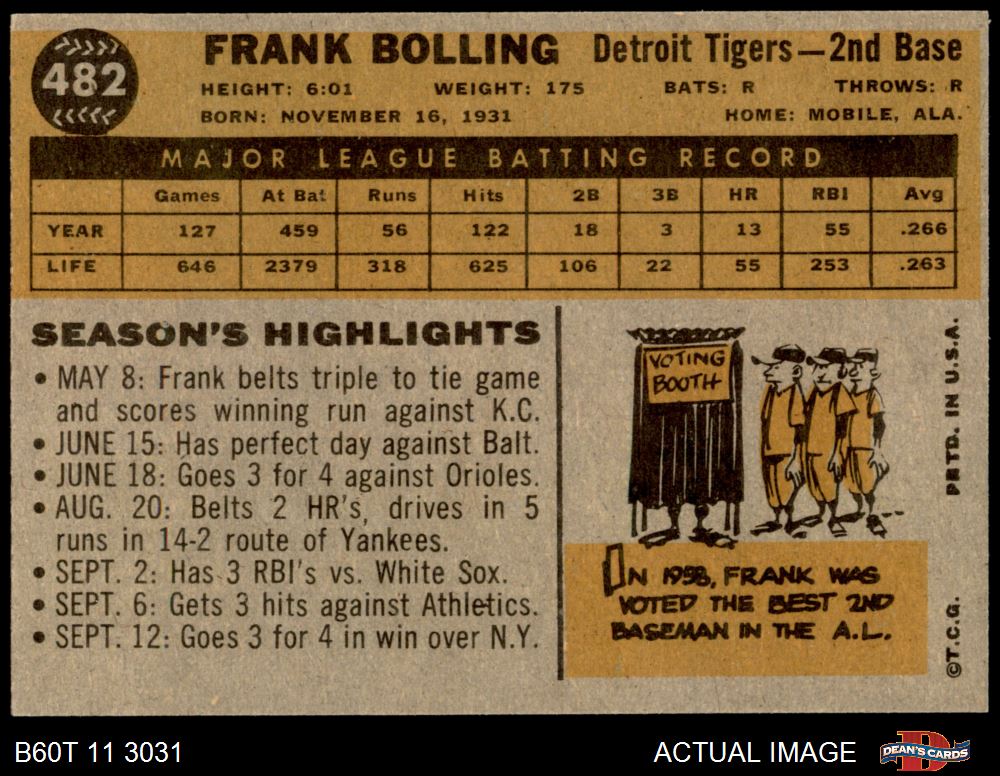 482
FRANK BOLLING Detroit Tigers—2nd Base
HEIGHT: 6:01 WEIGHT: 175 BATS: R THROWS: R
BORN: NOVEMBER 16, 1931 HOME: MOBILE, ALA.
MAJOR LEAGUE BATTING RECORD
Games At Bat Runs Hits 2B 3B HR RBI Avg
YEAR 127 459 56 122 18 3 13 55 .266
LIFE 646 2379 318 625 106 22 55 253 .263
SEASON'S HIGHLIGHTS
• MAY 8: Frank belts triple to tie game
and scores winning run against K.C.
• JUNE 15: Has perfect day against Balt.
• JUNE 18: Goes 3 for 4 against Orioles.
• AUG. 20: Belts 2 HR's, drives in 5
runs in 14-2 route of Yankees.
• SEPT. 2: Has 3 RBI's vs. White Sox.
• SEPT. 6: Gets 3 hits against Athletics.
• SEPT. 12: Goes 3 for 4 in win over N.Y.
VOTING
BOOTH
IN 1958, FRANK WAS
VOTED THE BEST 2ND
BASEMAN IN THE A.L.
©T.C.G. PRTD. IN U.S.A.
B60T 11 3031 ACTUAL IMAGE DEAN'S CARDS